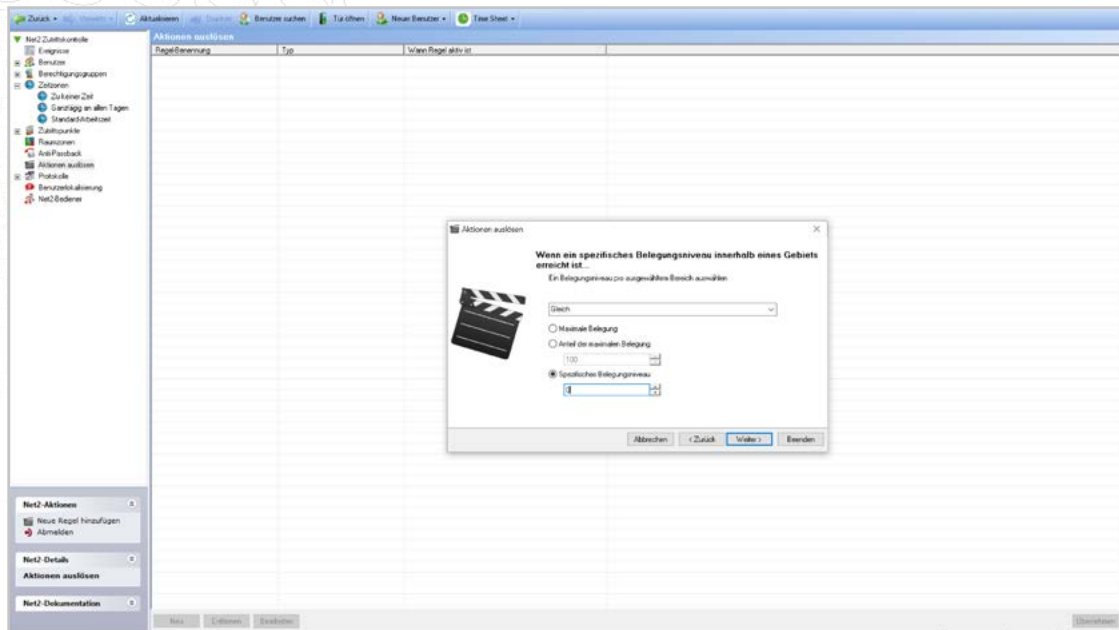 Zurück
Vorwärts
Aktualisieren
Drucken
Benutzer suchen
Tür öffnen
Neuer Benutzer
Time Sheet
Net2 Zutrittskontrolle
Ereignisse
Benutzer
Berechtigungsgruppen
Zeitzonen
Zu keiner Zeit
Ganztägig an allen Tagen
Standard-Arbeitszeit
Zutrittspunkte
Raumzonen
Anti-Passback
Aktionen auslösen
Protokolle
Benutzerlokalisierung
Net2-Bediener
Aktionen auslösen
Regel-Benennung Typ Wann Regel aktiv ist
Aktionen auslösen
Wenn ein spezifisches Belegungsniveau innerhalb eines Gebiets
erreicht ist...
Ein Belegungsniveau pro ausgewähltem Bereich auswählen
Gleich
Maximale Belegung
Anteil der maximalen Belegung
100
Spezifisches Belegungsniveau
0
Abbrechen < Zurück Weiter > Beenden
Net2-Aktionen
Neue Regel hinzufügen
Abmelden
Net2-Details
Aktionen auslösen
Net2-Dokumentation
Neu Entfernen Bearbeiten Übernehmen